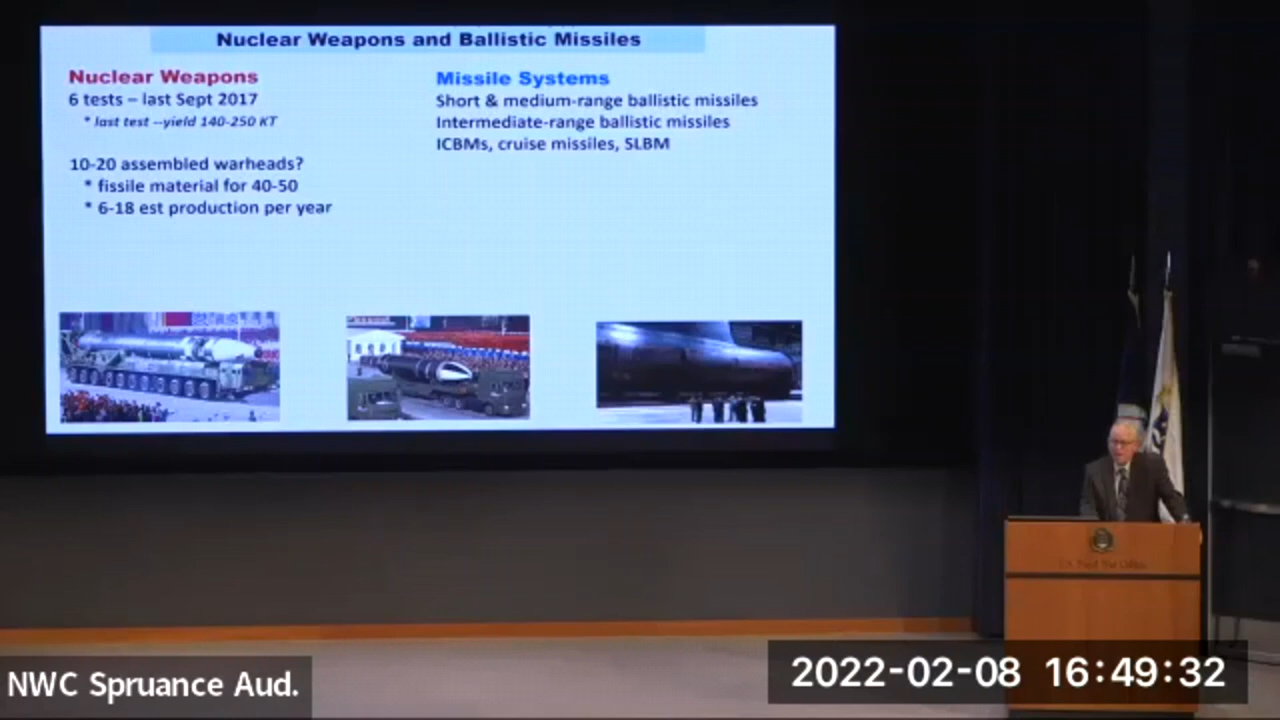 Nuclear Weapons and Ballistic Missiles
Nuclear Weapons
6 tests – last Sept 2017
* last test --yield 140-250 KT
10-20 assembled warheads?
* fissile material for 40-50
* 6-18 est production per year
Missile Systems
Short & medium-range ballistic missiles
Intermediate-range ballistic missiles
ICBMs, cruise missiles, SLBM
NWC Spruance Aud.
2022-02-08 16:49:32